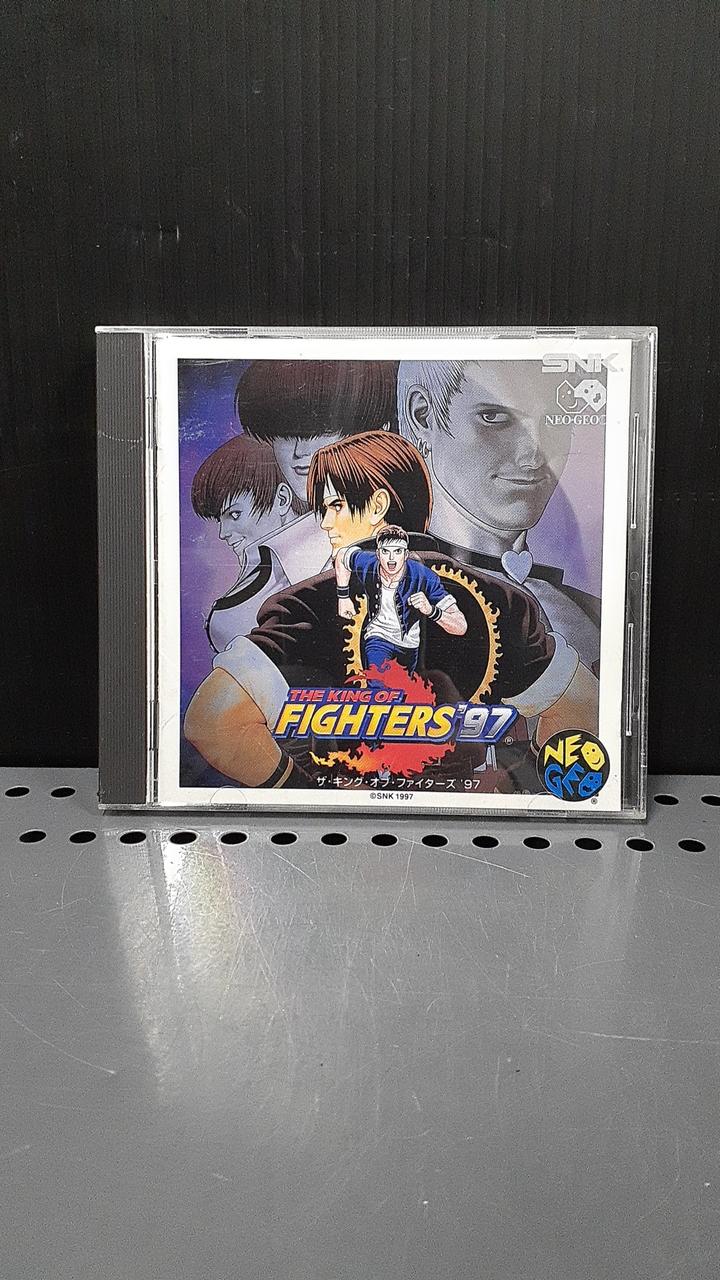 SNK
NEO·GEO
THE KING OF
FIGHTERS '97
NEO
GEO
ザ・キング・オブ・ファイターズ '97
©SNK 1997